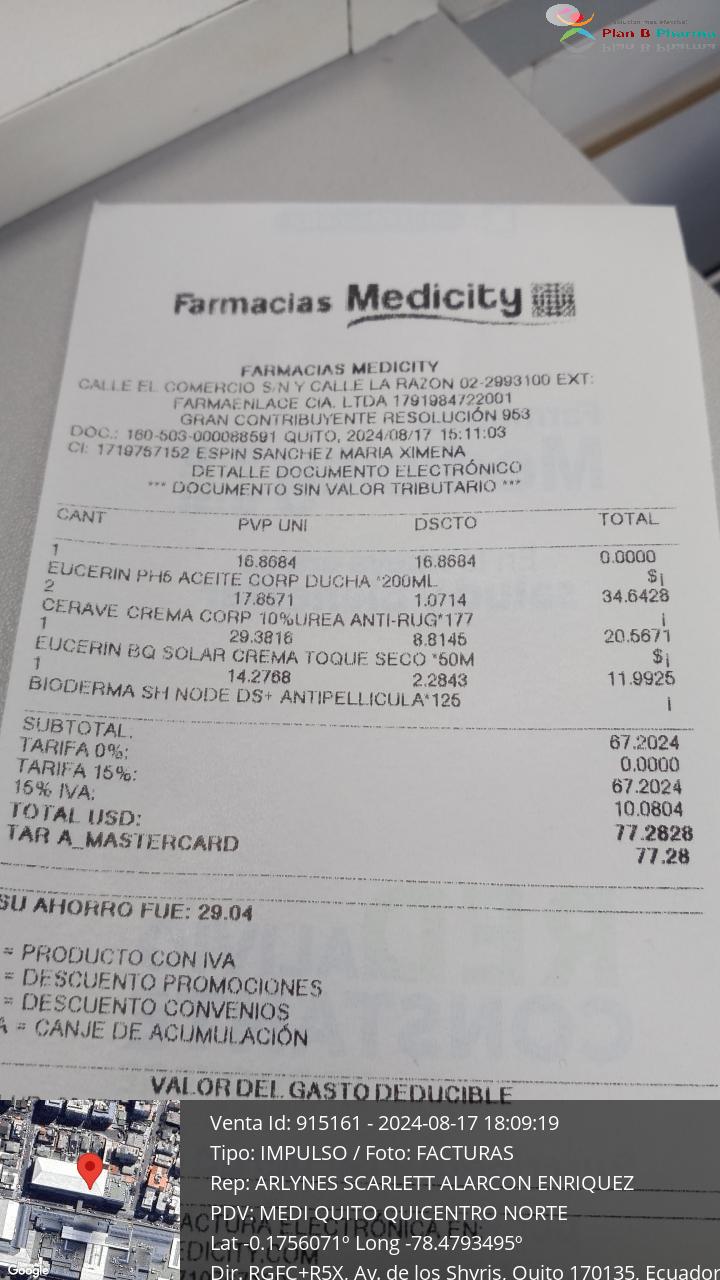 Plan B Pharma
Farmacias Medicity
FARMACIAS MEDICITY
CALLE EL COMERCIO S/N Y CALLE LA RAZON 02-2993100 EXT:
FARMAENLACE CIA. LTDA 1791984722001
GRAN CONTRIBUYENTE RESOLUCIÓN 953
DOC.: 160-503-000088591 QUITO, 2024/08/17 15:11:03
CI: 1719757152 ESPIN SANCHEZ MARIA XIMENA
DETALLE DOCUMENTO ELECTRÓNICO
*** DOCUMENTO SIN VALOR TRIBUTARIO ***
CANT PVP UNI DSCTO TOTAL
1 16.8684 16.8684 0.0000
EUCERIN PH5 ACEITE CORP DUCHA *200ML $¡
2 17.8571 1.0714 34.6428
CERAVE CREMA CORP 10%UREA ANTI-RUG*177 ¡
1 29.3816 8.8145 20.5671
EUCERIN BQ SOLAR CREMA TOQUE SECO *50M $¡
1 14.2768 2.2843 11.9925
BIODERMA SH NODE DS+ ANTIPELLICULA*125 ¡
SUBTOTAL: 67.2024
TARIFA 0%: 0.0000
TARIFA 15%: 67.2024
15% IVA: 10.0804
TOTAL USD: 77.2828
TAR A_MASTERCARD 77.28
SU AHORRO FUE: 29.04
= PRODUCTO CON IVA
= DESCUENTO PROMOCIONES
= DESCUENTO CONVENIOS
A = CANJE DE ACUMULACIÓN
VALOR DEL GASTO DEDUCIBLE
Venta Id: 915161 - 2024-08-17 18:09:19
Tipo: IMPULSO / Foto: FACTURAS
Rep: ARLYNES SCARLETT ALARCON ENRIQUEZ
PDV: MEDI QUITO QUICENTRO NORTE
ACTURA ELECTRÓNICA EN:
Lat -0.1756071º Long -78.4793495º
EDICITY.COM
Dir. RGFC+R5X, Av. de los Shyris, Quito 170135, Ecuador
Google